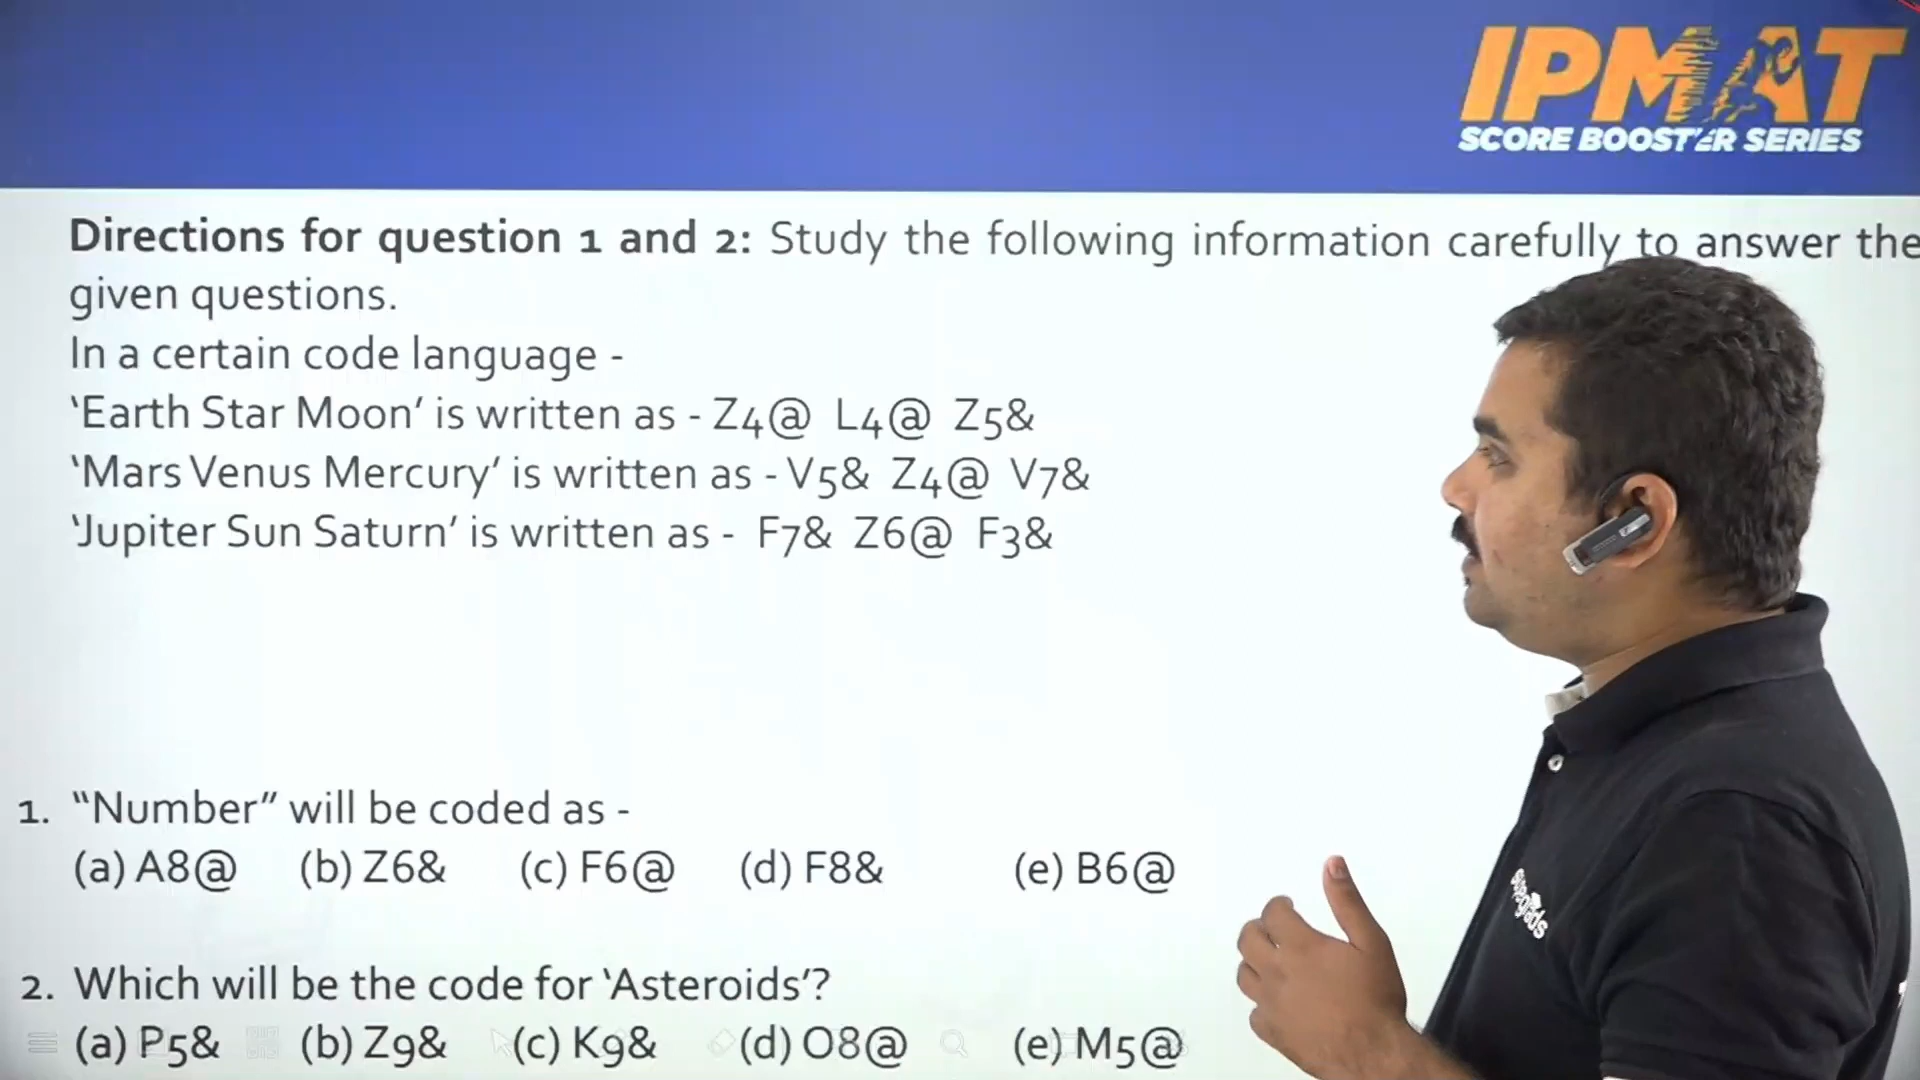 IPMAT
SCORE BOOSTER SERIES
Directions for question 1 and 2: Study the following information carefully to answer the
given questions.
In a certain code language -
‘Earth Star Moon’ is written as - Z4@ L4@ Z5&
‘Mars Venus Mercury’ is written as - V5& Z4@ V7&
‘Jupiter Sun Saturn’ is written as - F7& Z6@ F3&
1. “Number” will be coded as -
(a) A8@ (b) Z6& (c) F6@ (d) F8& (e) B6@
supergrads
2. Which will be the code for ‘Asteroids’?
(a) P5& (b) Z9& (c) K9& (d) O8@ (e) M5@